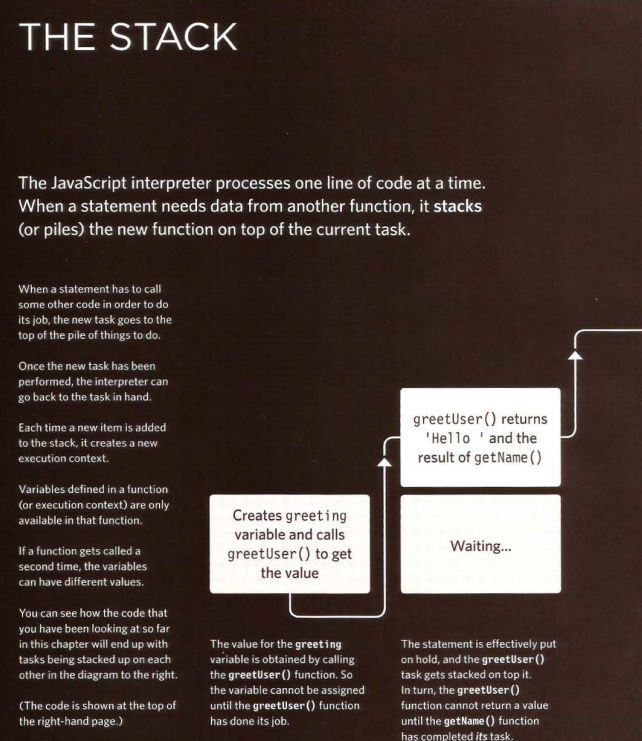 THE STACK
The JavaScript interpreter processes one line of code at a time.
When a statement needs data from another function, it stacks
(or piles) the new function on top of the current task.
When a statement has to call
some other code in order to do
its job, the new task goes to the
top of the pile of things to do.
Once the new task has been
performed, the interpreter can
go back to the task in hand.
Each time a new item is added
to the stack, it creates a new
execution context.
Variables defined in a function
(or execution context) are only
available in that function.
If a function gets called a
second time, the variables
can have different values.
You can see how the code that
you have been looking at so far
in this chapter will end up with
tasks being stacked up on each
other in the diagram to the right.
(The code is shown at the top of
the right-hand page.)
Creates greeting
variable and calls
greetUser() to get
the value
The value for the greeting
variable is obtained by calling
the greetUser() function. So
the variable cannot be assigned
until the greetUser() function
has done its job.
greetUser() returns
'Hello ' and the
result of getName()
Waiting...
The statement is effectively put
on hold, and the greetUser()
task gets stacked on top it.
In turn, the greetUser()
function cannot return a value
until the getName() function
has completed its task.